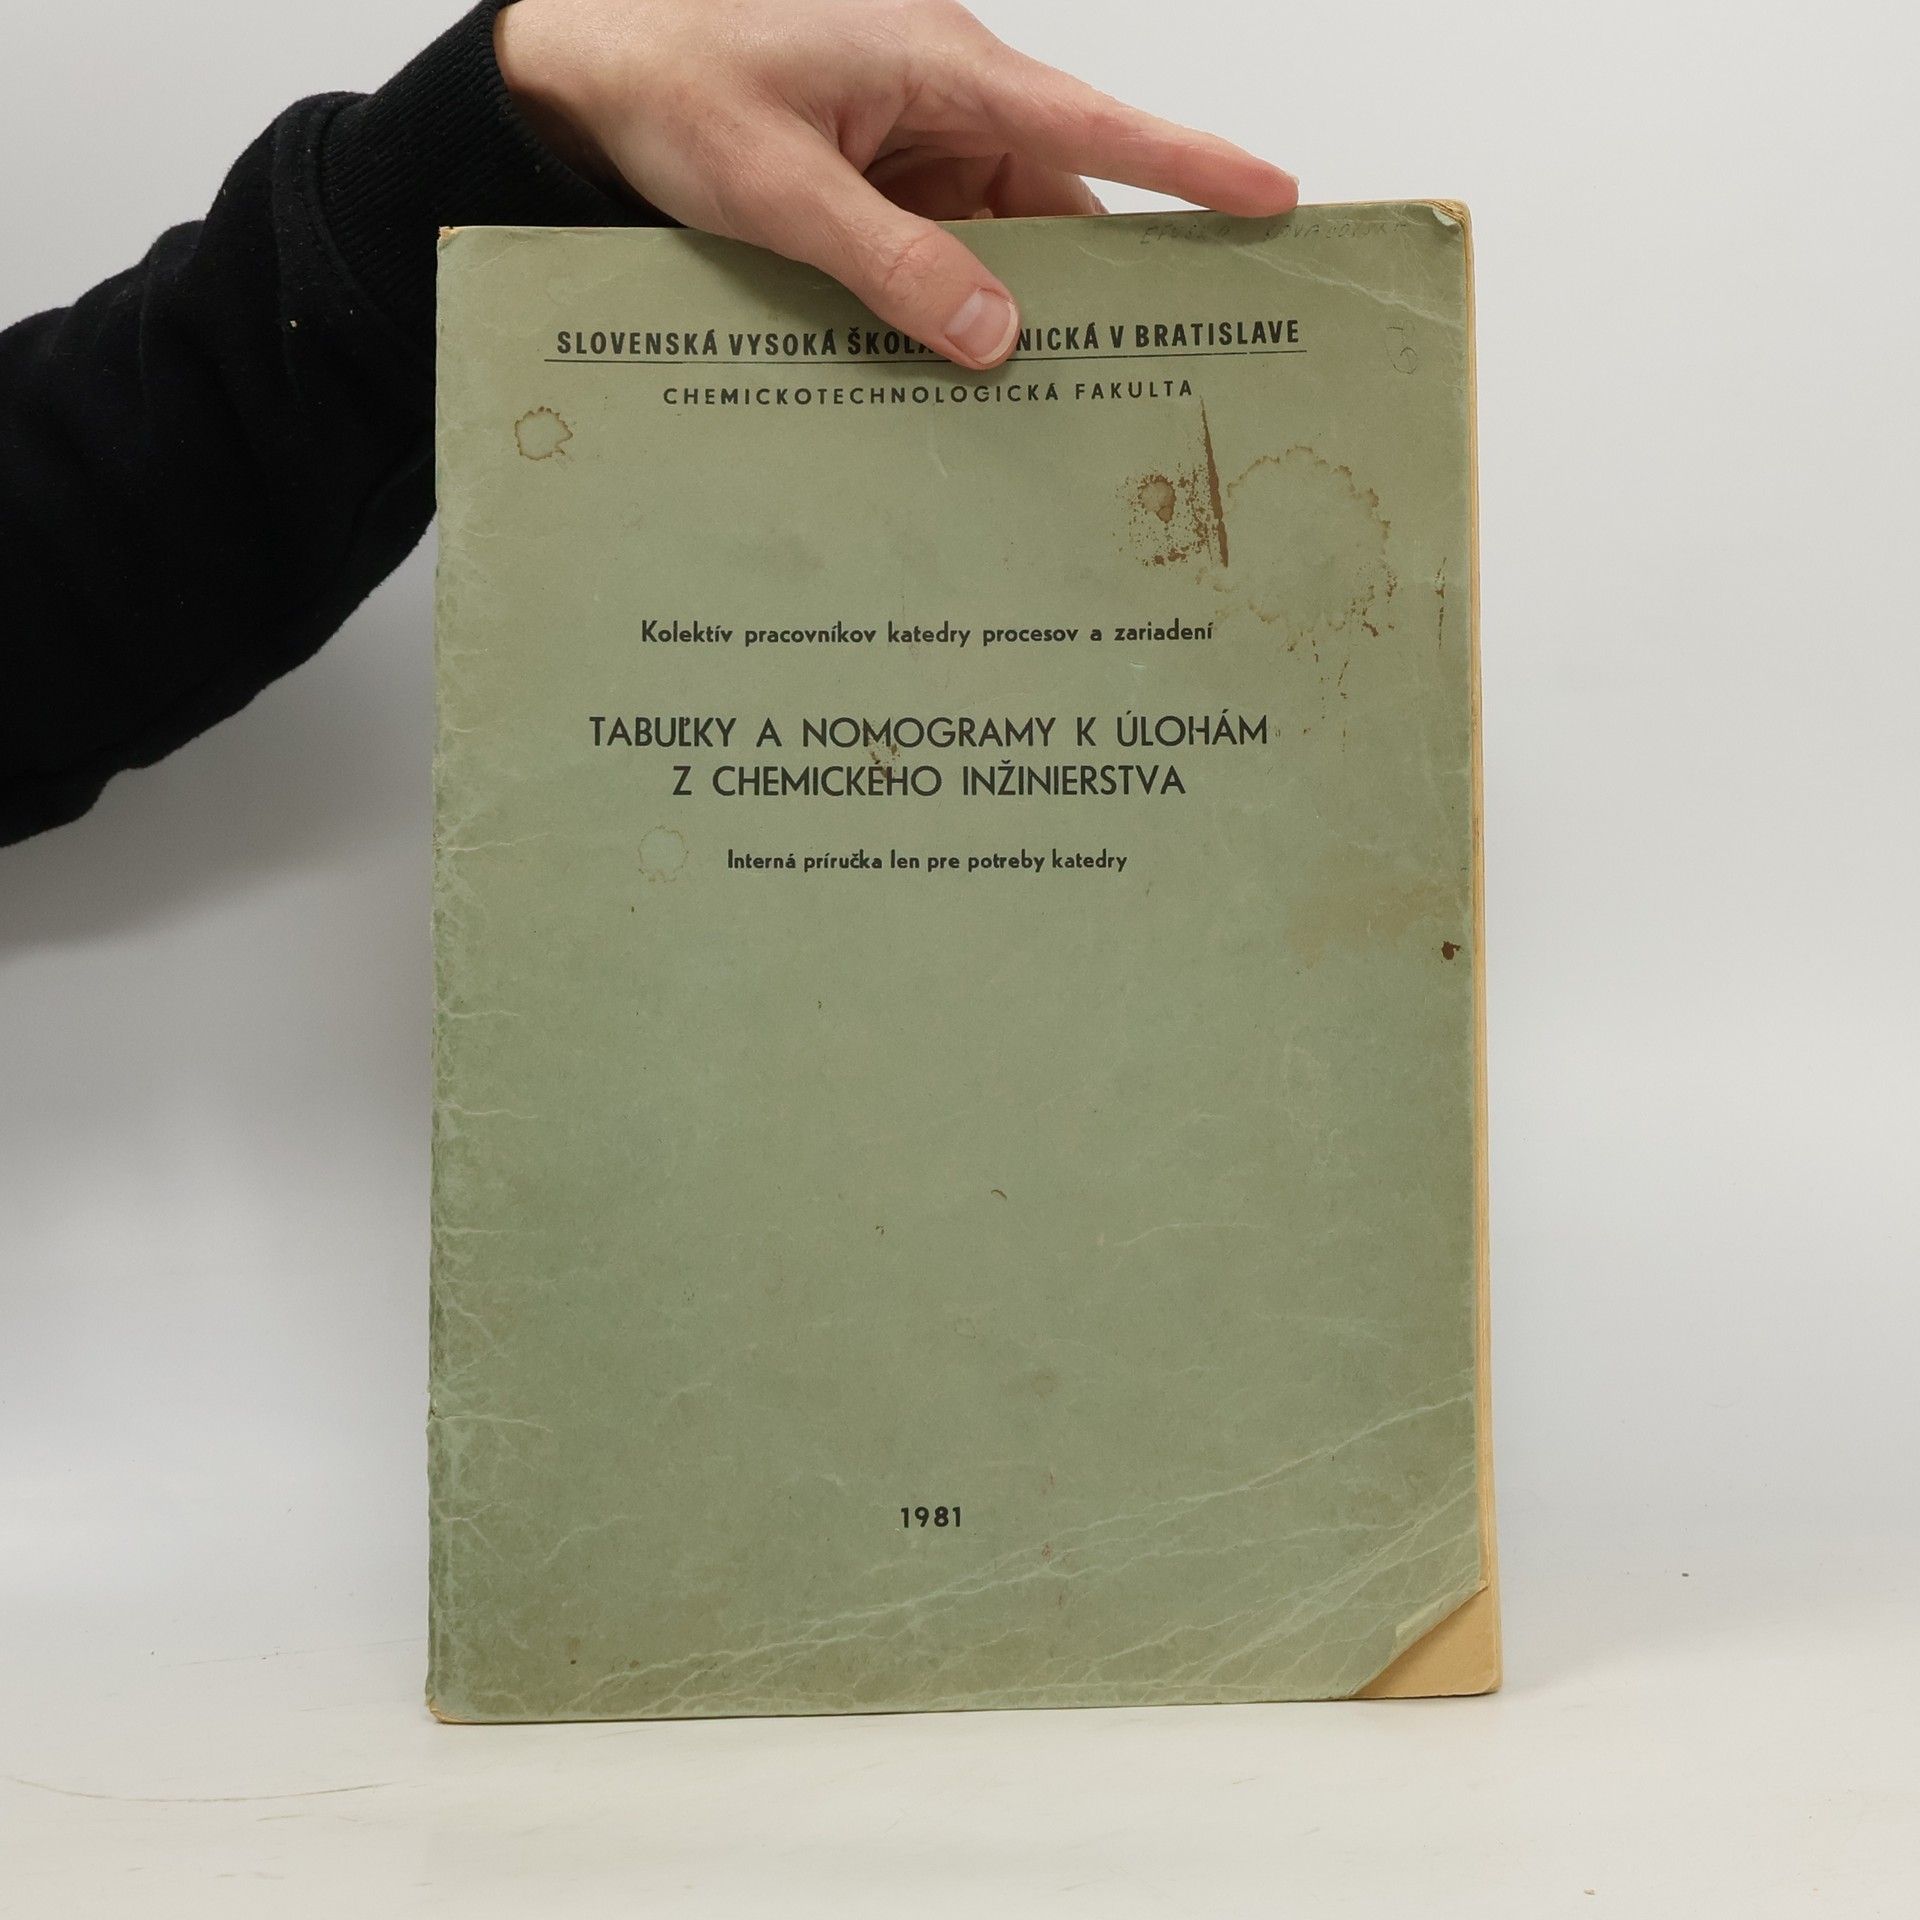 SLOVENSKÁ VYSOKÁ ŠKOLA NICKÁ V BRATISLAVE
CHEMICKOTECHNOLOGICKÁ FAKULTA
Kolektív pracovníkov katedry procesov a zariadení
TABUĽKY A NOMOGRAMY K ÚLOHÁM
Z CHEMICKÉHO INŽINIERSTVA
Interná príručka len pre potreby katedry
1981